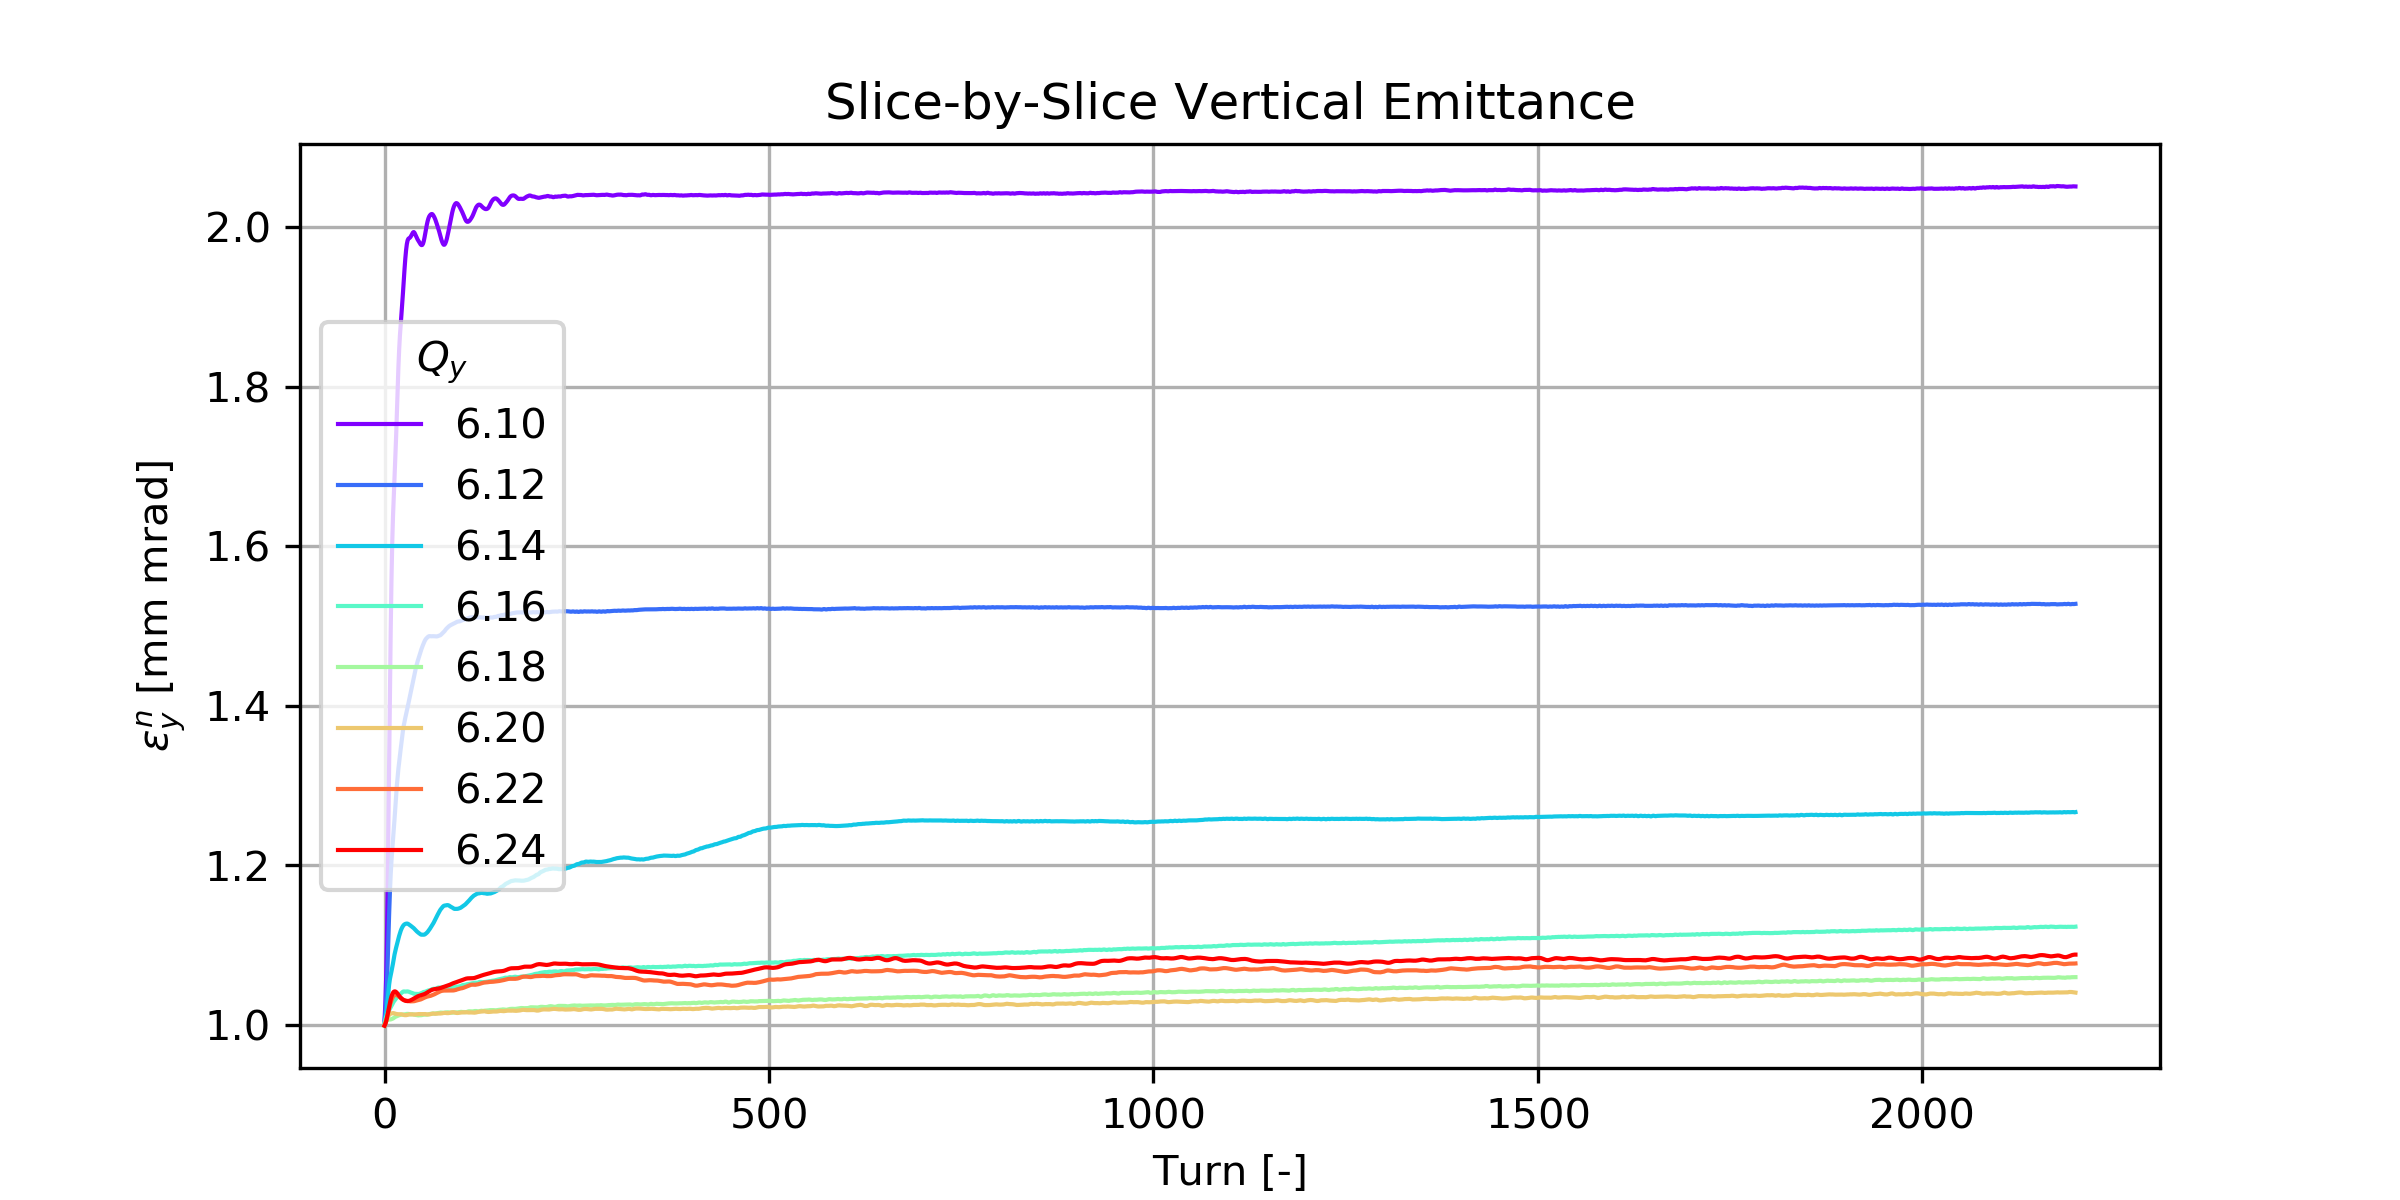 Slice-by-Slice Vertical Emittance
ε_y^n [mm mrad]
2.0
1.8
1.6
1.4
1.2
1.0
Q_y
6.10
6.12
6.14
6.16
6.18
6.20
6.22
6.24
0 500 1000 1500 2000
Turn [-]